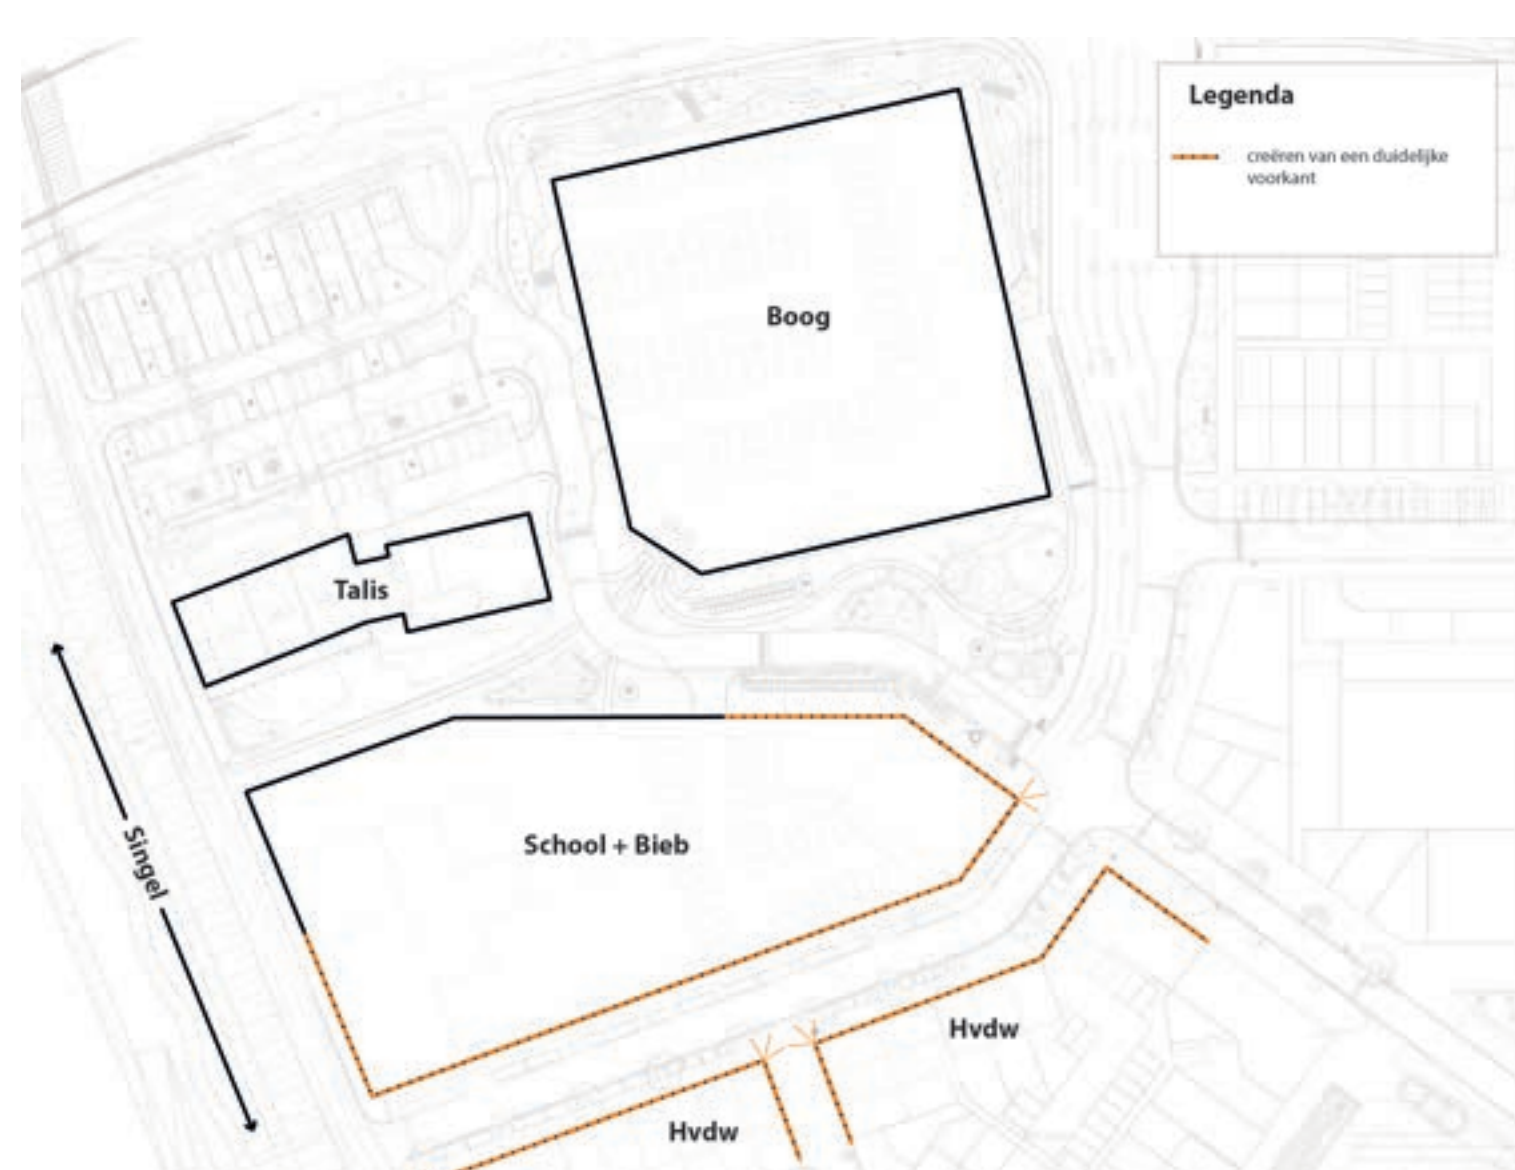 Legenda
creëren van een duidelijke
voorkant
Boog
Talis
School + Bieb
Singel
Hvdw
Hvdw